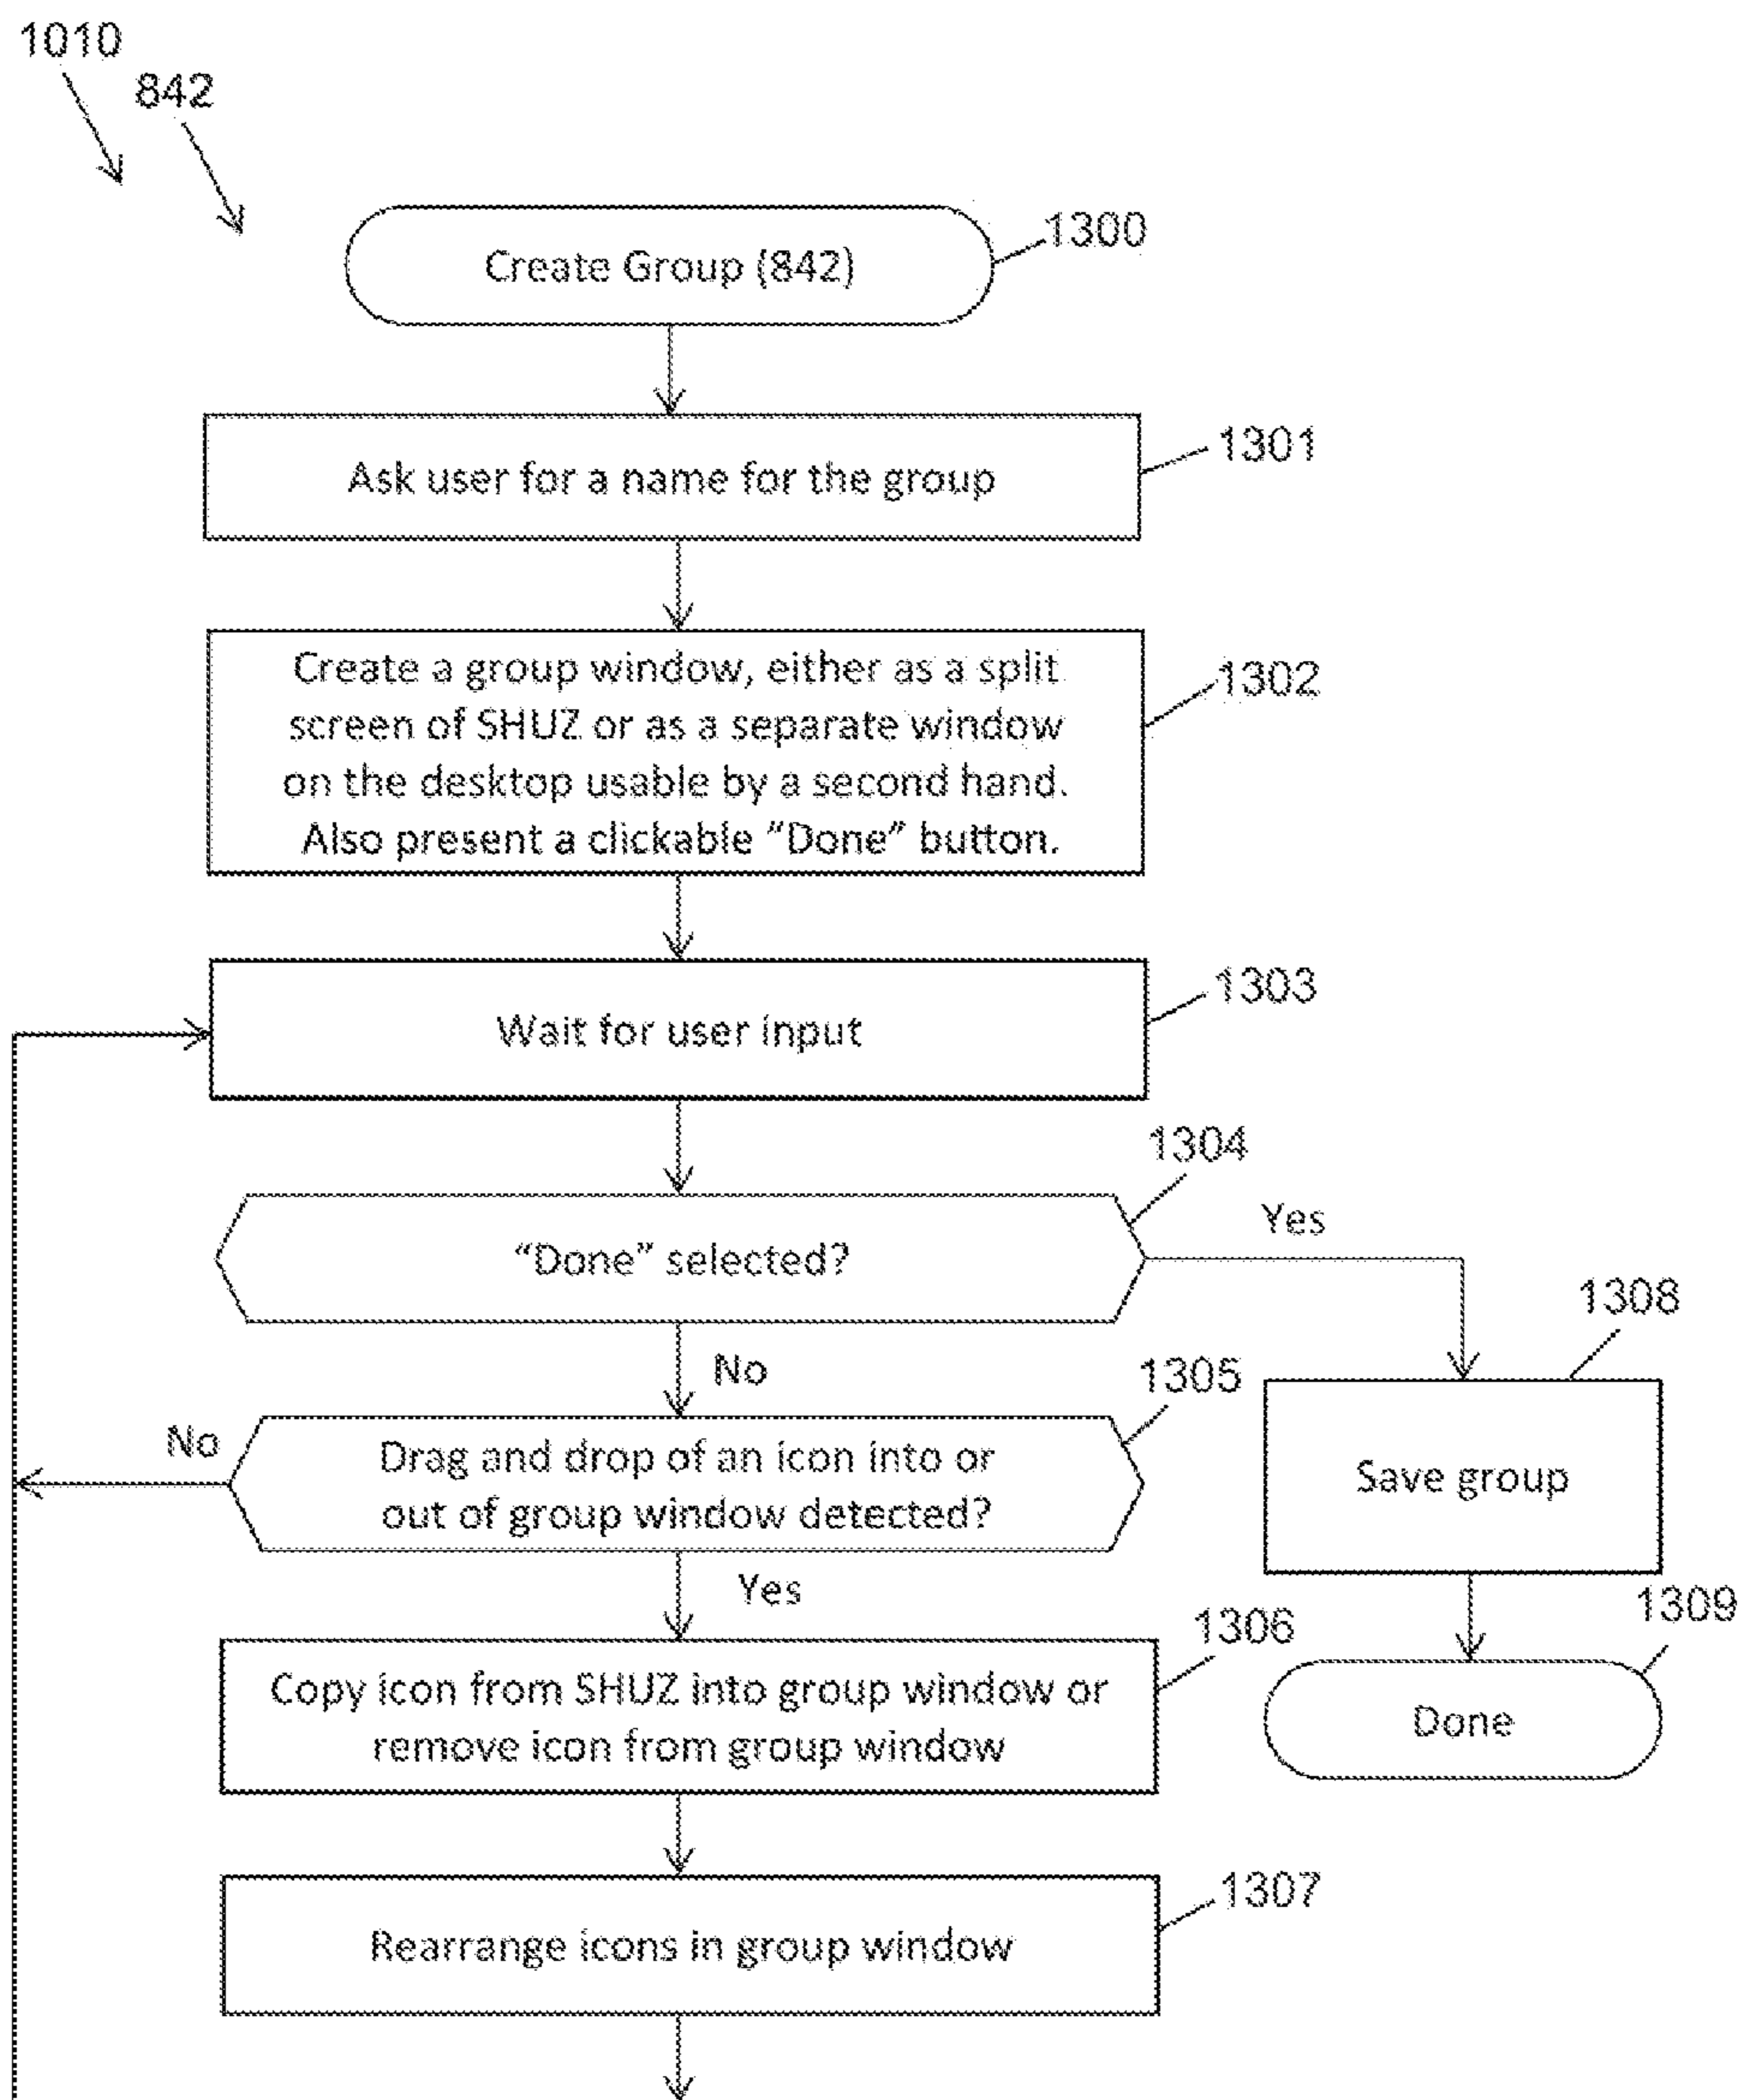 1010
842
1300
Create Group (842)
1301
Ask user for a name for the group
1302
Create a group window, either as a split
screen of SHUZ or as a separate window
on the desktop usable by a second hand.
Also present a clickable “Done” button.
1303
Wait for user input
1304
“Done” selected?
Yes
1308
No
1305
Save group
No
Drag and drop of an icon into or
out of group window detected?
Yes
1306
1309
Copy icon from SHUZ into group window or
remove icon from group window
Done
1307
Rearrange icons in group window